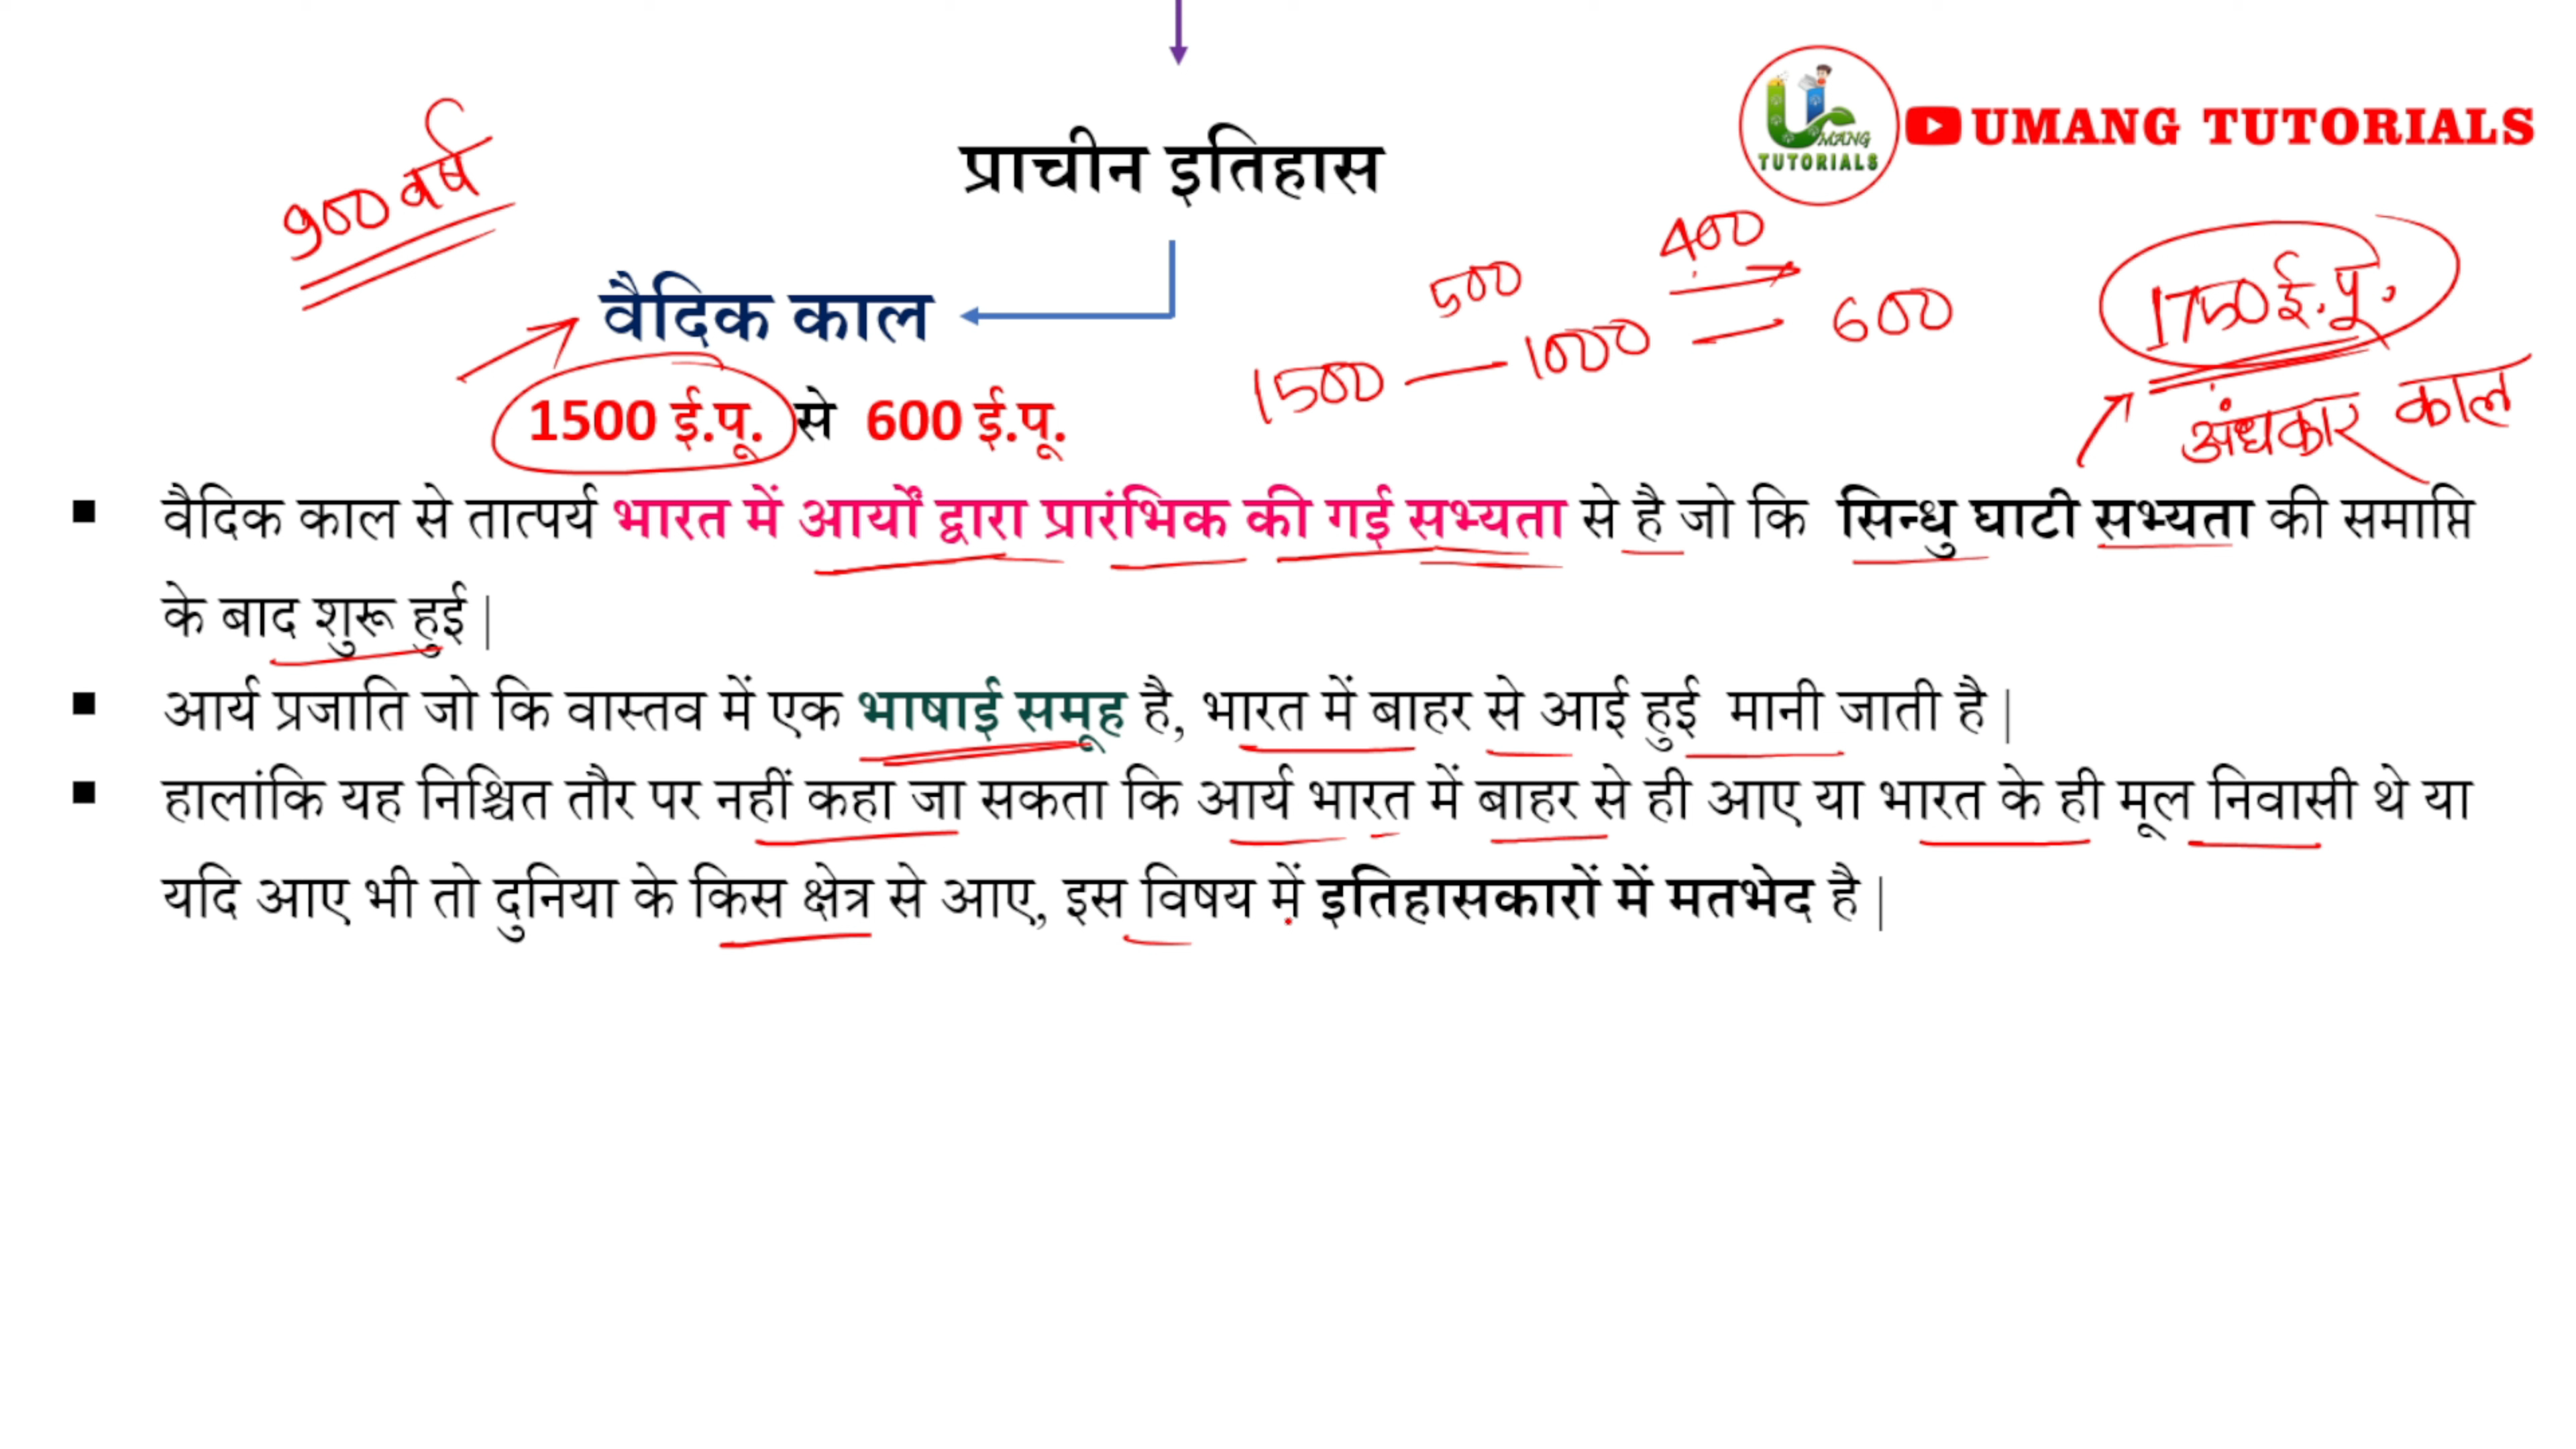 प्राचीन इतिहास
UMANG TUTORIALS
U
MANG
TUTORIALS
900 वर्ष
वैदिक काल
500
400
1500 — 1000 — 600
1750 ई.पू.
अंधकार काल
1500 ई.पू. से 600 ई.पू.
▪ वैदिक काल से तात्पर्य भारत में आर्यों द्वारा प्रारंभिक की गई सभ्यता से है जो कि सिन्धु घाटी सभ्यता की समाप्ति
के बाद शुरू हुई |
▪ आर्य प्रजाति जो कि वास्तव में एक भाषाई समूह है, भारत में बाहर से आई हुई मानी जाती है |
▪ हालांकि यह निश्चित तौर पर नहीं कहा जा सकता कि आर्य भारत में बाहर से ही आए या भारत के ही मूल निवासी थे या
यदि आए भी तो दुनिया के किस क्षेत्र से आए, इस विषय में इतिहासकारों में मतभेद है |